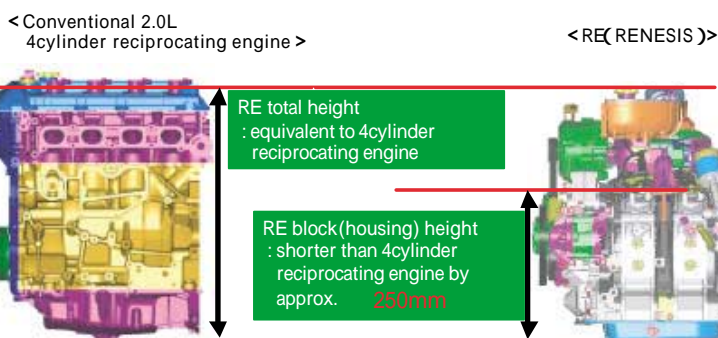 < Conventional 2.0L
4cylinder reciprocating engine >
< RE( RENESIS )>
RE total height
: equivalent to 4cylinder
reciprocating engine
RE block(housing) height
: shorter than 4cylinder
reciprocating engine by
approx. 250mm